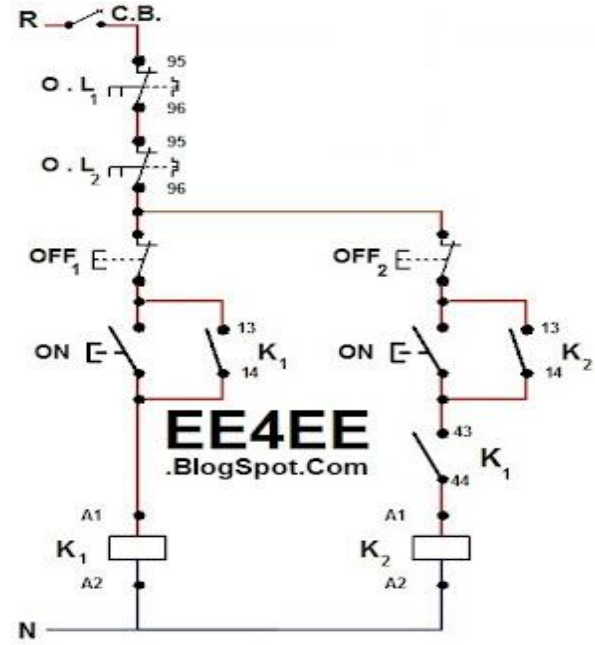 R C.B.
95
O . L1
96
95
O . L2
96
OFF1 OFF2
13 13
ON K1 ON K2
14 14
EE4EE
.BlogSpot.Com
43
K1
44
A1 A1
K1 K2
A2 A2
N